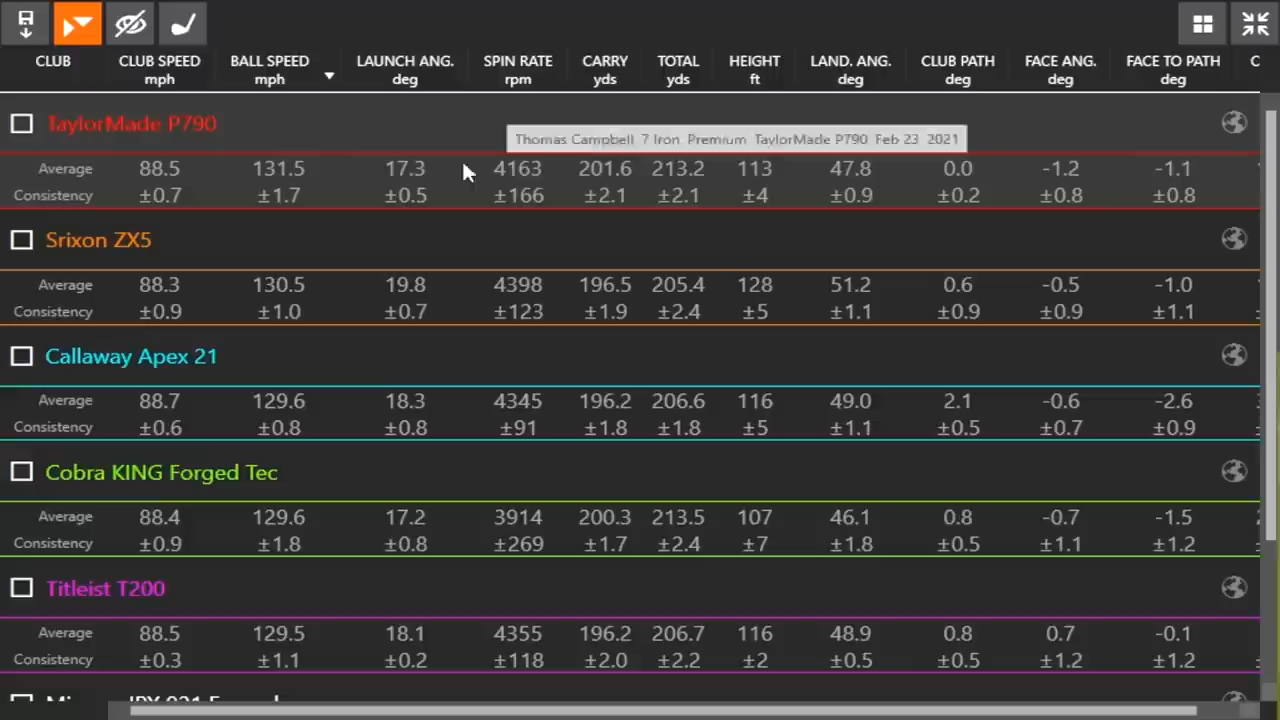 CLUB CLUB SPEED BALL SPEED LAUNCH ANG. SPIN RATE CARRY TOTAL HEIGHT LAND. ANG. CLUB PATH FACE ANG. FACE TO PATH C
mph mph deg rpm yds yds ft deg deg deg deg
TaylorMade P790
Thomas Campbell 7 Iron Premium TaylorMade P790 Feb 23 2021
Average 88.5 131.5 17.3 4163 201.6 213.2 113 47.8 0.0 -1.2 -1.1
Consistency ±0.7 ±1.7 ±0.5 ±166 ±2.1 ±2.1 ±4 ±0.9 ±0.2 ±0.8 ±0.8
Srixon ZX5
Average 88.3 130.5 19.8 4398 196.5 205.4 128 51.2 0.6 -0.5 -1.0
Consistency ±0.9 ±1.0 ±0.7 ±123 ±1.9 ±2.4 ±5 ±1.1 ±0.9 ±0.9 ±1.1
Callaway Apex 21
Average 88.7 129.6 18.3 4345 196.2 206.6 116 49.0 2.1 -0.6 -2.6
Consistency ±0.6 ±0.8 ±0.8 ±91 ±1.8 ±1.8 ±5 ±1.1 ±0.5 ±0.7 ±0.9
Cobra KING Forged Tec
Average 88.4 129.6 17.2 3914 200.3 213.5 107 46.1 0.8 -0.7 -1.5
Consistency ±0.9 ±1.8 ±0.8 ±269 ±1.7 ±2.4 ±7 ±1.8 ±0.5 ±1.1 ±1.2
Titleist T200
Average 88.5 129.5 18.1 4355 196.2 206.7 116 48.9 0.8 0.7 -0.1
Consistency ±0.3 ±1.1 ±0.2 ±118 ±2.0 ±2.2 ±2 ±0.5 ±0.5 ±1.2 ±1.2